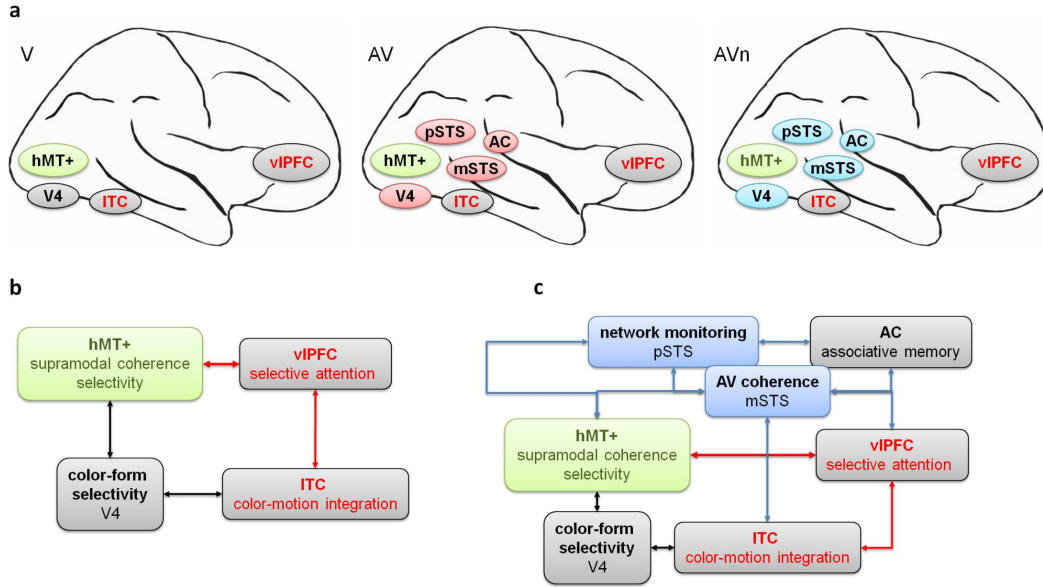 a
V
hMT+
V4
ITC
vlPFC
AV
pSTS
AC
hMT+
mSTS
V4
ITC
vlPFC
AVn
pSTS
AC
hMT+
mSTS
V4
ITC
vlPFC
b
hMT+
supramodal coherence
selectivity
vlPFC
selective attention
color-form
selectivity
V4
ITC
color-motion integration
c
network monitoring
pSTS
AC
associative memory
AV coherence
mSTS
hMT+
supramodal coherence
selectivity
vlPFC
selective attention
color-form
selectivity
V4
ITC
color-motion integration